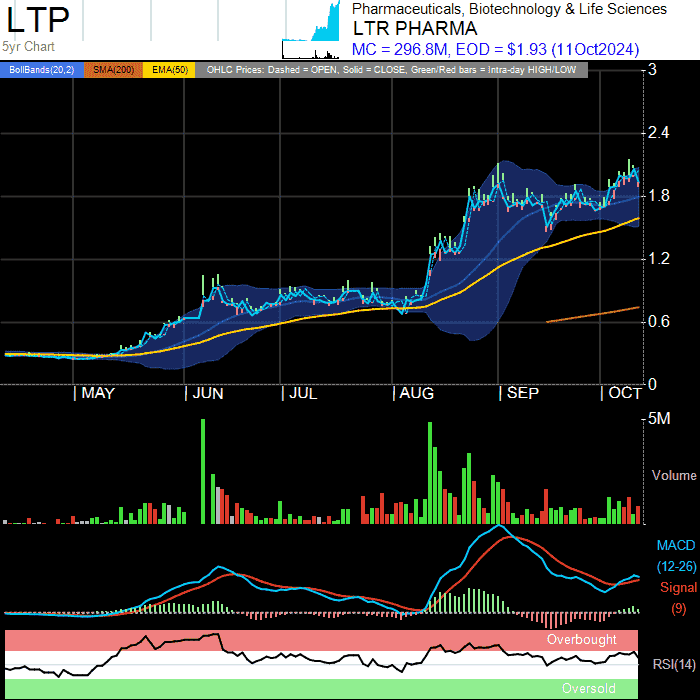 LTP
5yr Chart
Pharmaceuticals, Biotechnology & Life Sciences
LTR PHARMA
MC = 296.8M, EOD = $1.93 (11Oct2024)
BollBands(20,2) SMA(200) EMA(50) OHLC Prices: Dashed = OPEN, Solid = CLOSE, Green/Red bars = Intra-day HIGH/LOW
3
2.4
1.8
1.2
0.6
0
MAY JUN JUL AUG SEP OCT
5M
Volume
MACD
(12-26)
Signal
(9)
Overbought
RSI(14)
Oversold